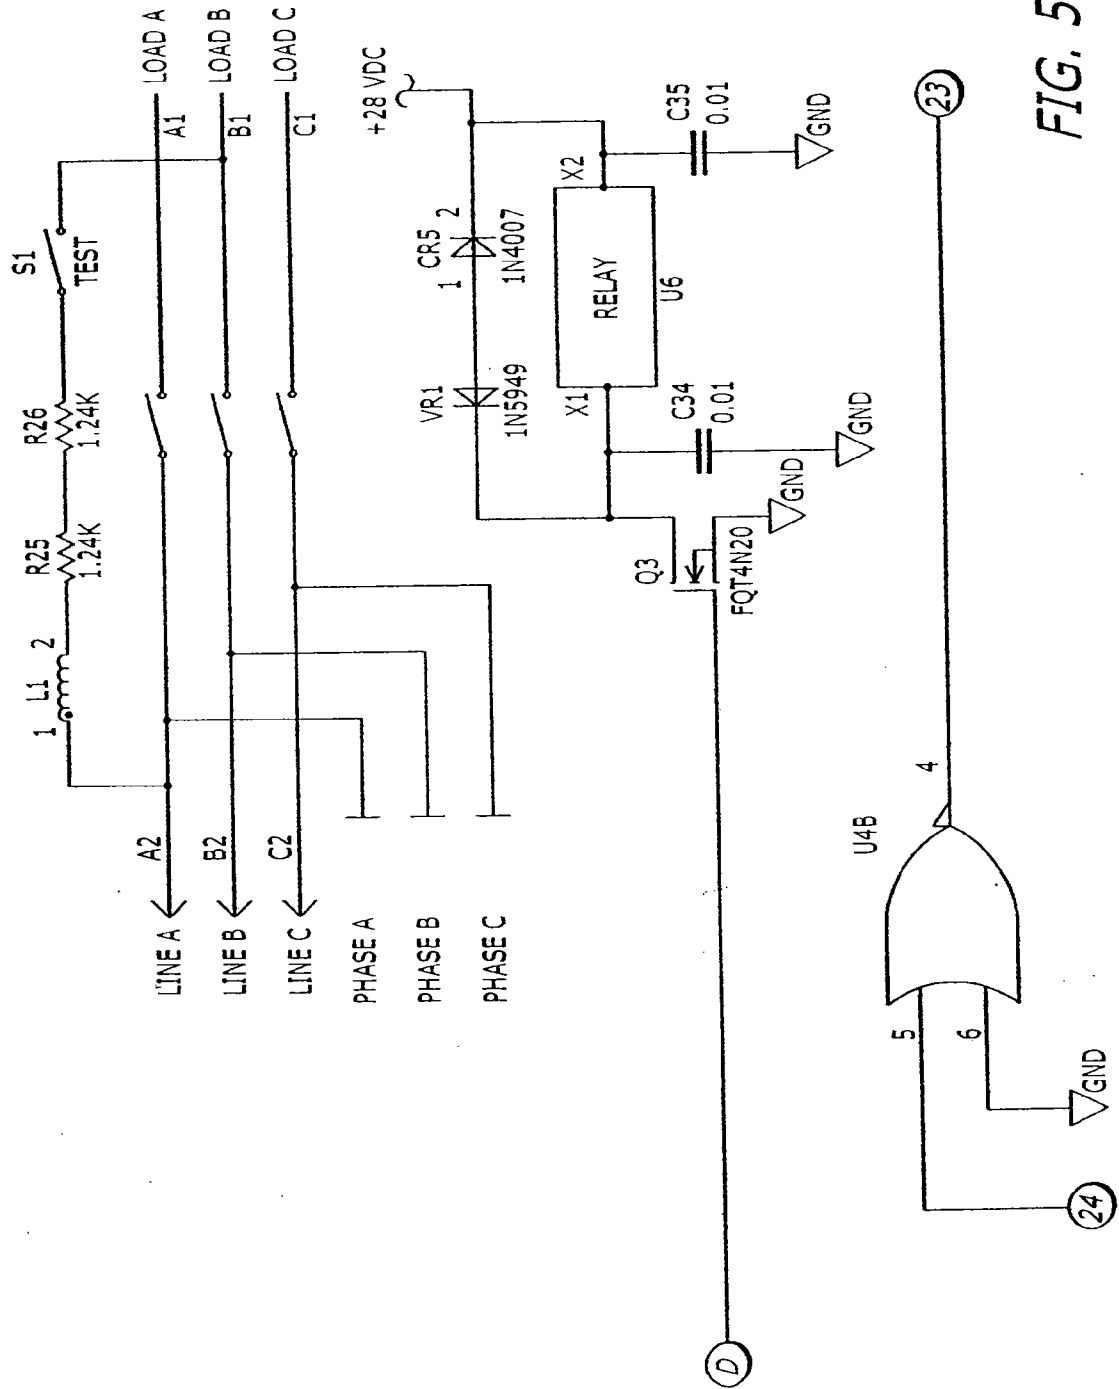 S1
TEST
R26
1.24K
R25
1.24K
1 L1 2
LOAD A
LOAD B
LOAD C
A1
B1
C1
A2
B2
C2
LINE A
LINE B
LINE C
PHASE A
PHASE B
PHASE C
+28 VDC
VR1
1N5949
1 CR5 2
1N4007
X1
RELAY
X2
U6
C34
0.01
GND
C35
0.01
GND
Q3
FQT4N20
GND
D
U4B
5
6
4
GND
24
23
FIG. 5